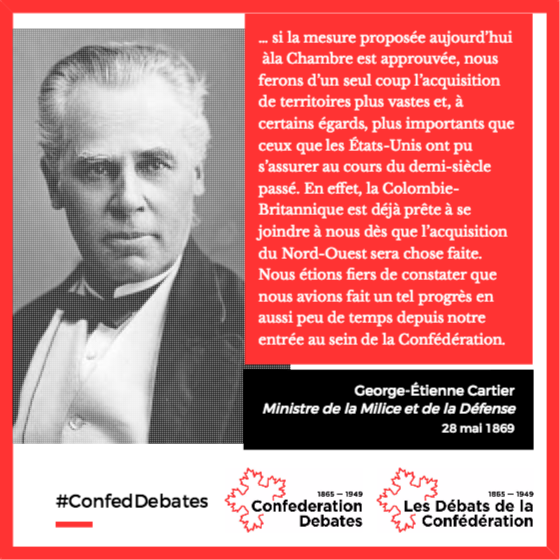 ... si la mesure proposée aujourd’hui
àla Chambre est approuvée, nous
ferons d’un seul coup l’acquisition
de territoires plus vastes et, à
certains égards, plus importants que
ceux que les États-Unis ont pu
s’assurer au cours du demi-siècle
passé. En effet, la Colombie-
Britannique est déjà prête à se
joindre à nous dès que l’acquisition
du Nord-Ouest sera chose faite.
Nous étions fiers de constater que
nous avions fait un tel progrès en
aussi peu de temps depuis notre
entrée au sein de la Confédération.
George-Étienne Cartier
Ministre de la Milice et de la Défense
28 mai 1869
#ConfedDebates
1865 — 1949
Confederation
Debates
1865 — 1949
Les Débats de la
Confédération